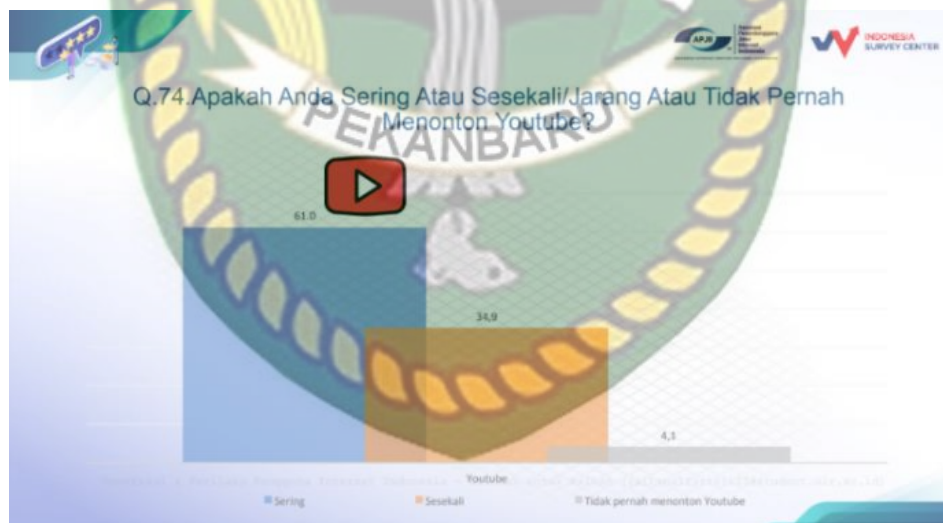 APJII
INDONESIA
SURVEY CENTER
Q.74.Apakah Anda Sering Atau Sesekali/Jarang Atau Tidak Pernah
Menonton Youtube?
PEKANBARU
61.0
34,9
4,1
Youtube
Sering
Sesekali
Tidak pernah menonton Youtube